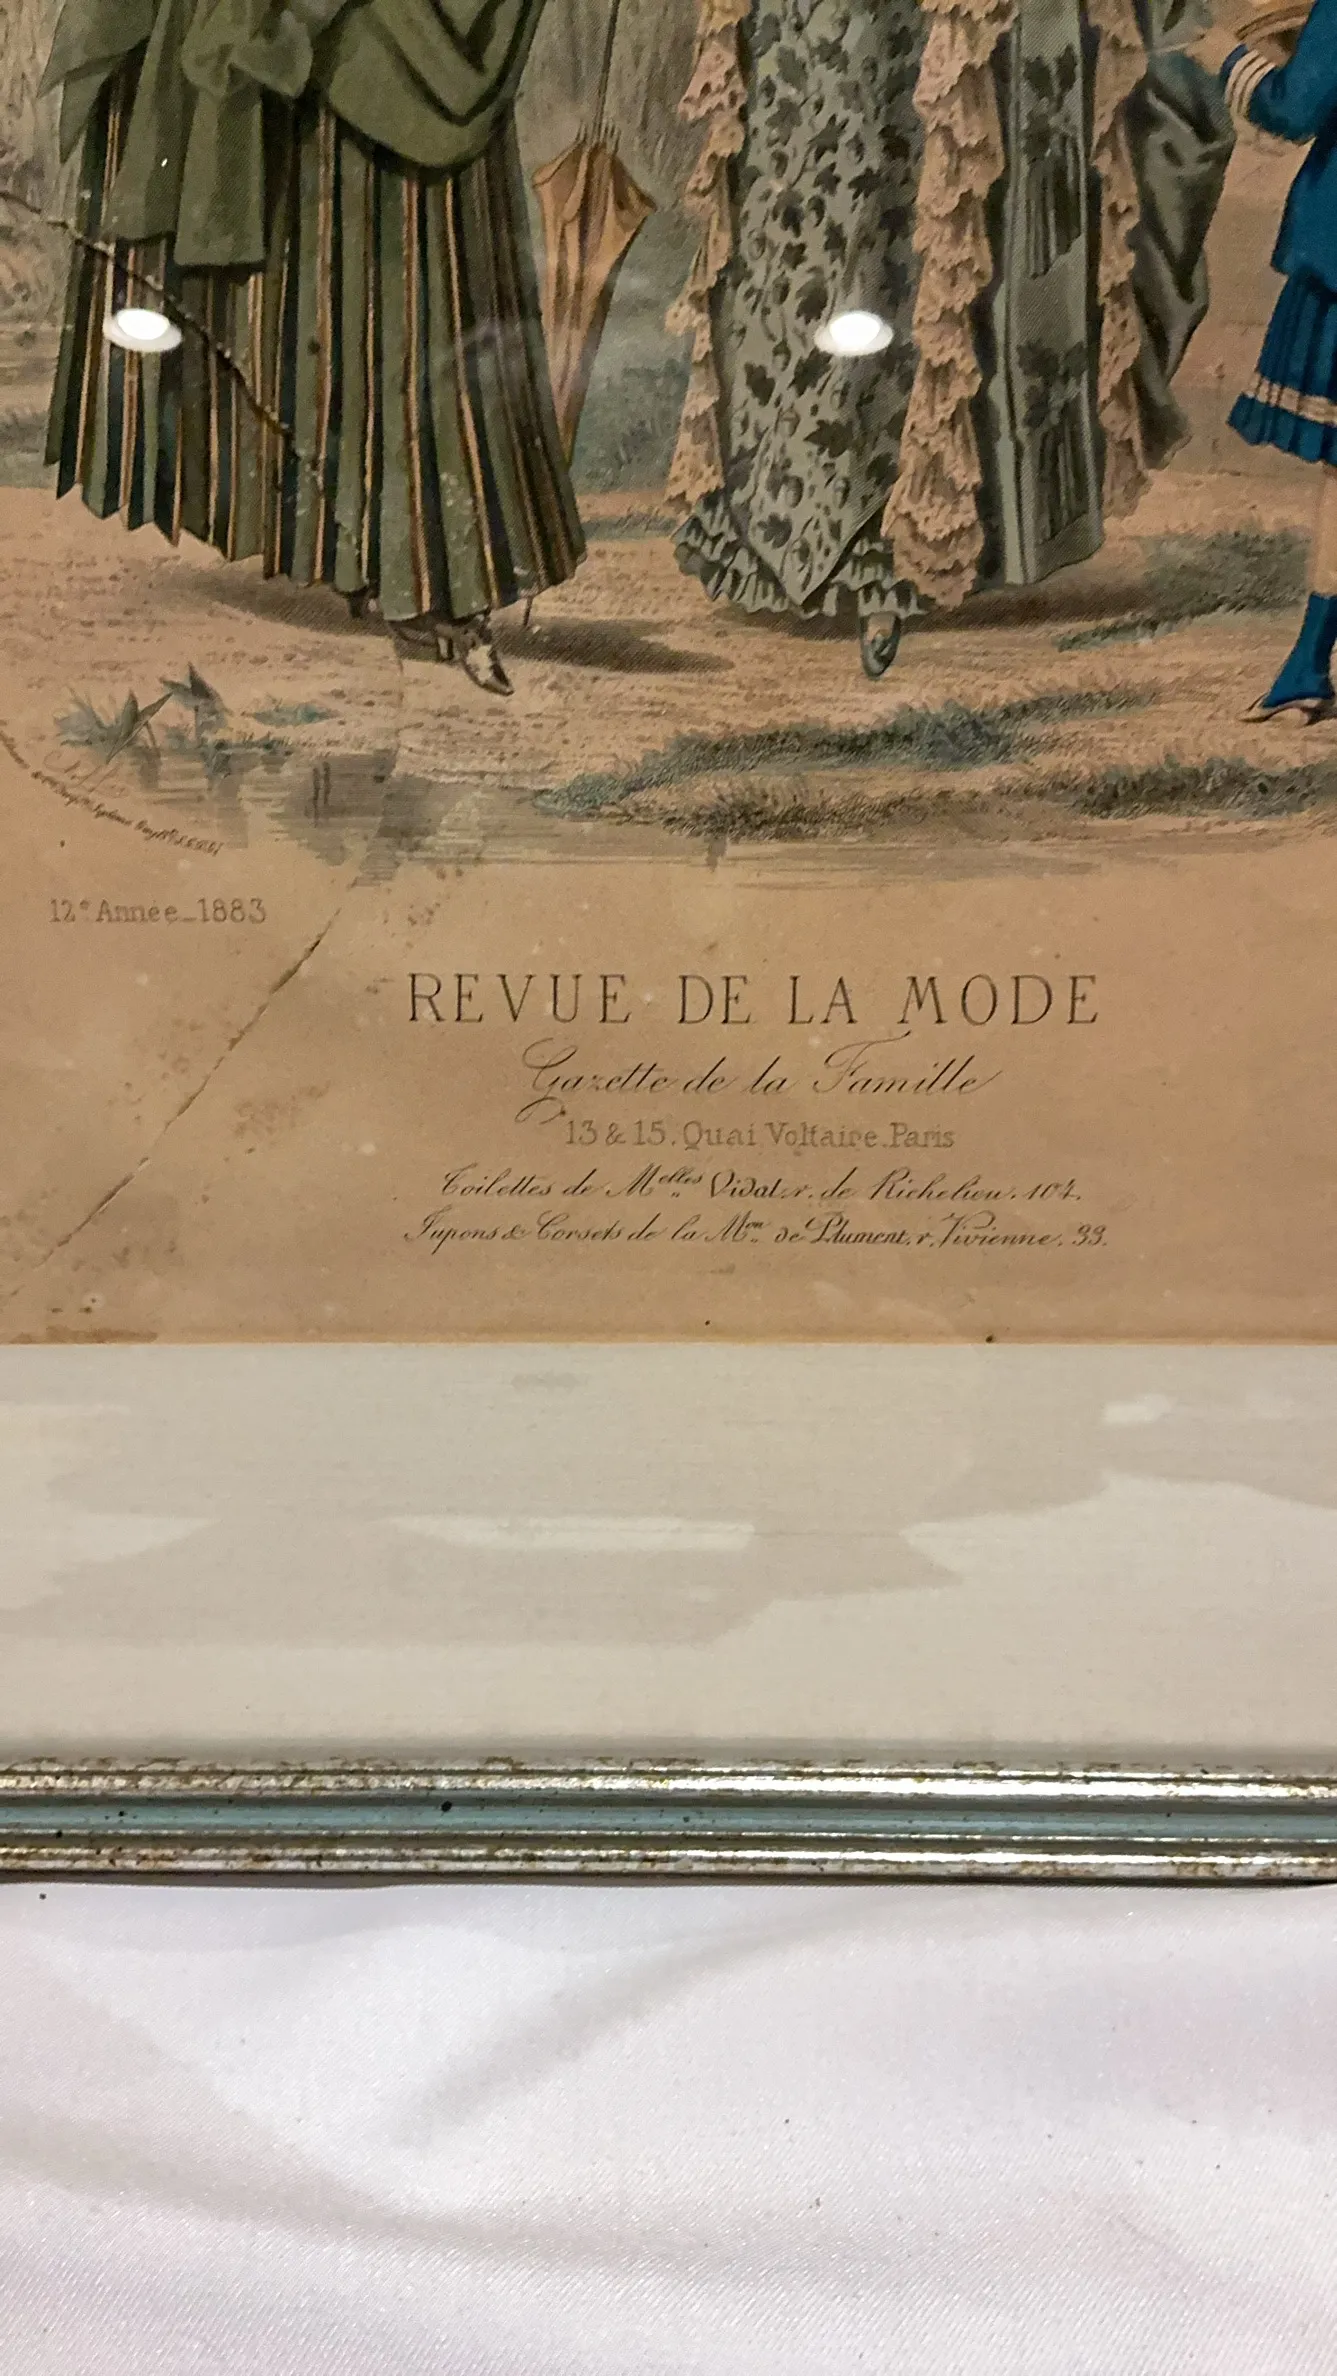 12e Année_1883
REVUE DE LA MODE
Gazette de la Famille
13 & 15. Quai Voltaire. Paris
Toilettes de Melles Vidal. r. de Richelieu. 104.
Jupons & Corsets de la Mon de Plument. r. Vivienne. 33.